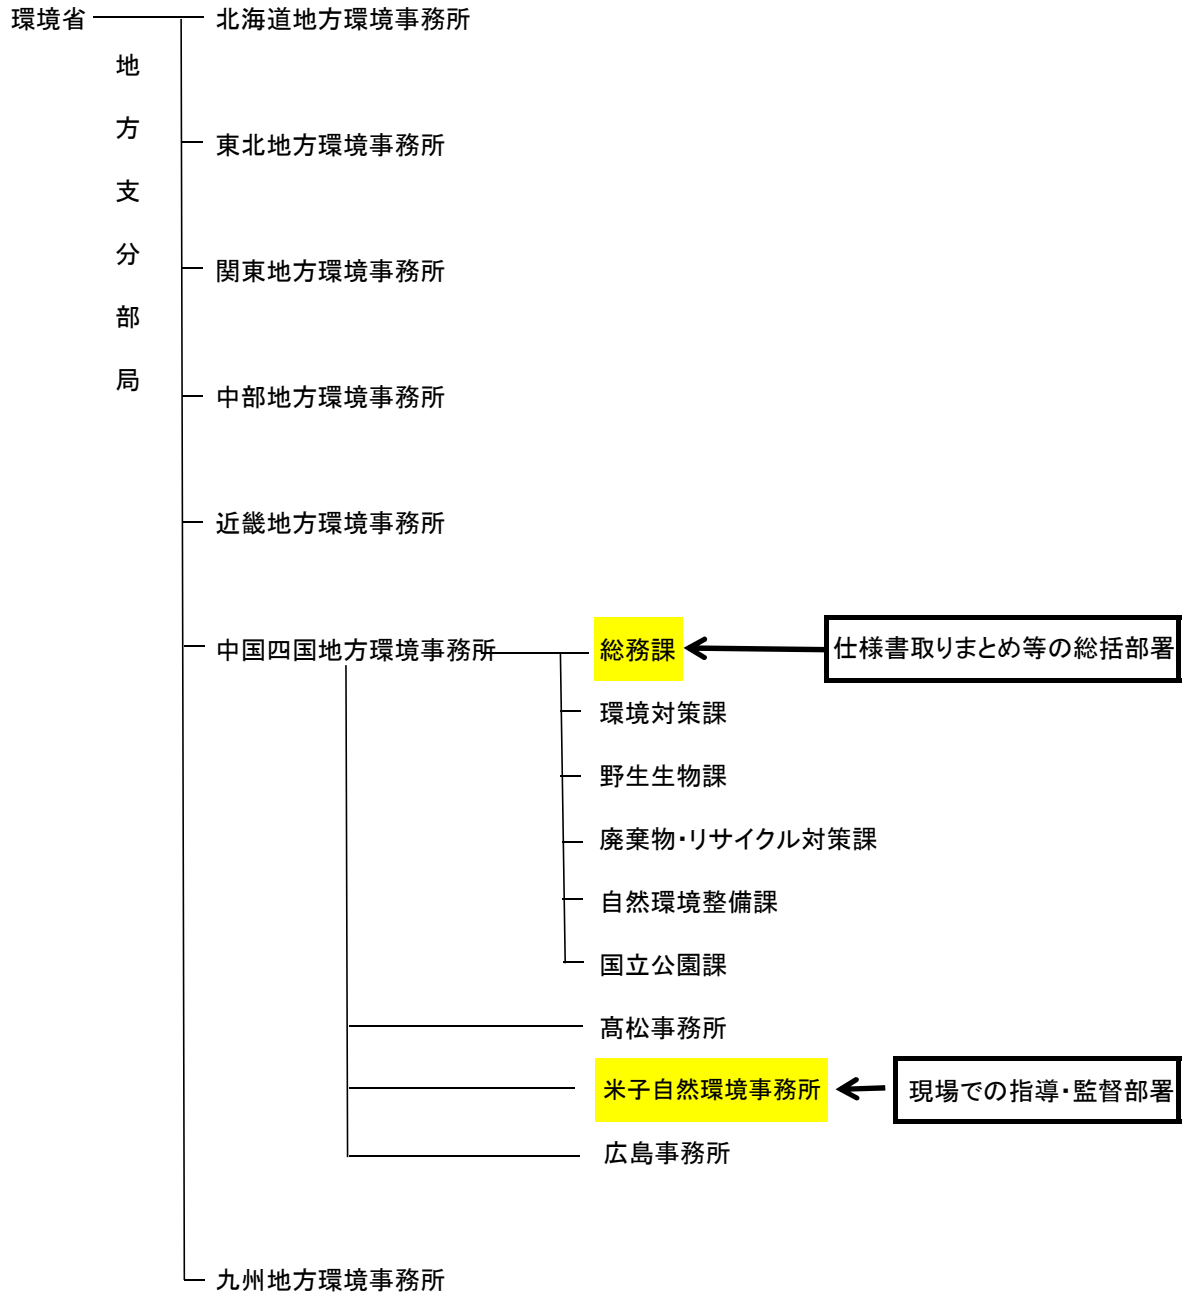 環境省
北海道地方環境事務所
地方支分部局
東北地方環境事務所
関東地方環境事務所
中部地方環境事務所
近畿地方環境事務所
中国四国地方環境事務所
総務課
仕様書取りまとめ等の総括部署
環境対策課
野生生物課
廃棄物・リサイクル対策課
自然環境整備課
国立公園課
髙松事務所
米子自然環境事務所
現場での指導・監督部署
広島事務所
九州地方環境事務所